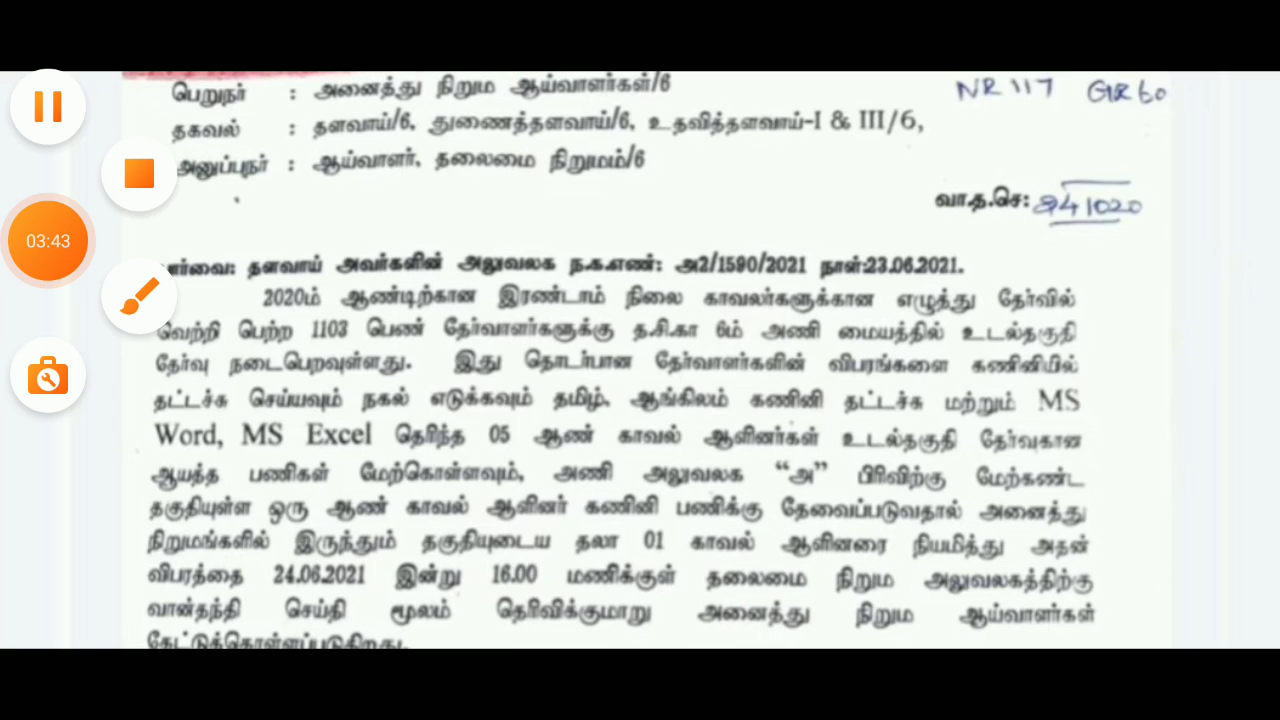 பெறுநர் : அனைத்து நிறும ஆய்வாளர்கள்/6
NR 117 GR 60
தகவல் : தளவாய்/6, துணைத்தளவாய்/6, உதவித்தளவாய்-I & III/6,
அனுப்புநர் : ஆய்வாளர், தலைமை நிறுமம்/6
வா.த.செ: 241020
03:43
பார்வை: தளவாய் அவர்களின் அலுவலக ந.க.எண்: அ2/1590/2021 நாள்:23.06.2021.
2020ம் ஆண்டிற்கான இரண்டாம் நிலை காவலர்களுக்கான எழுத்து தேர்வில்
வெற்றி பெற்ற 1103 பெண் தேர்வாளர்களுக்கு த.சி.கா 6ம் அணி மையத்தில் உடல்தகுதி
தேர்வு நடைபெறவுள்ளது. இது தொடர்பான தேர்வாளர்களின் விபரங்களை கணினியில்
தட்டச்சு செய்யவும் நகல் எடுக்கவும் தமிழ், ஆங்கிலம் கணினி தட்டச்சு மற்றும் MS
Word, MS Excel தெரிந்த 05 ஆண் காவல் ஆளினர்கள் உடல்தகுதி தேர்வுகான
ஆயத்த பணிகள் மேற்கொள்ளவும், அணி அலுவலக “அ” பிரிவிற்கு மேற்கண்ட
தகுதியுள்ள ஒரு ஆண் காவல் ஆளினர் கணினி பணிக்கு தேவைப்படுவதால் அனைத்து
நிறுமங்களில் இருந்தும் தகுதியுடைய தலா 01 காவல் ஆளினரை நியமித்து அதன்
விபரத்தை 24.06.2021 இன்று 16.00 மணிக்குள் தலைமை நிறும அலுவலகத்திற்கு
வான்தந்தி செய்தி மூலம் தெரிவிக்குமாறு அனைத்து நிறும ஆய்வாளர்கள்
கேட்டுக்கொள்ளப்படுகிறது.